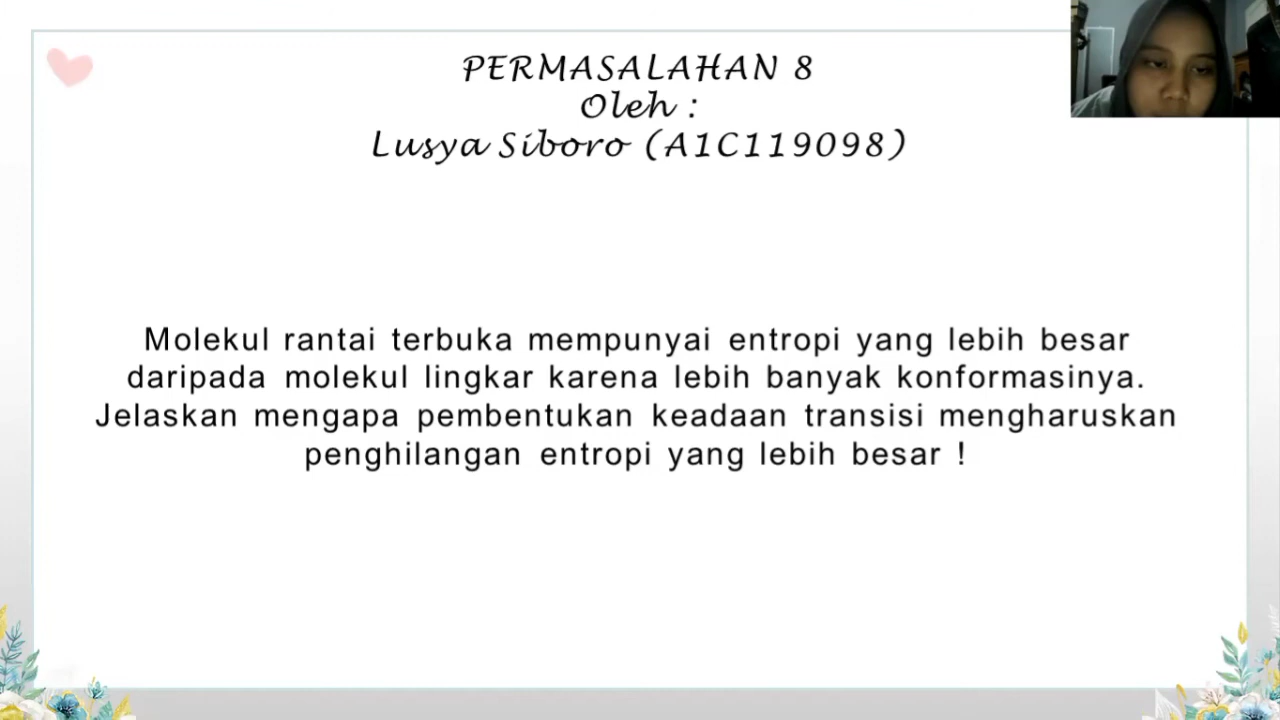 PERMASALAHAN 8
Oleh :
Lusya Siboro (A1C119098)
Molekul rantai terbuka mempunyai entropi yang lebih besar
daripada molekul lingkar karena lebih banyak konformasinya.
Jelaskan mengapa pembentukan keadaan transisi mengharuskan
penghilangan entropi yang lebih besar !